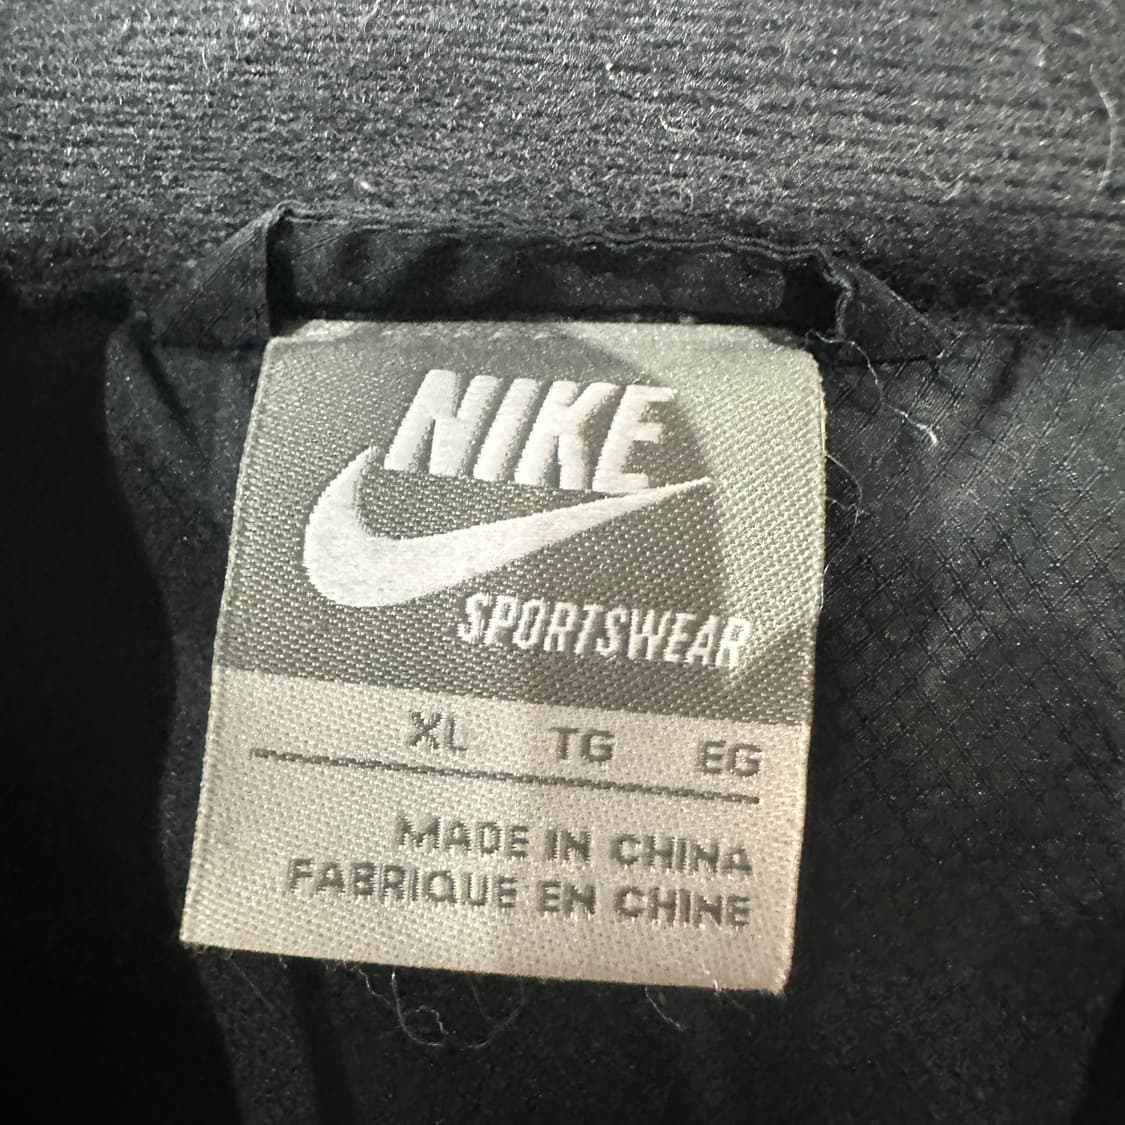 NIKE
SPORTSWEAR
XL TG EG
MADE IN CHINA
FABRIQUE EN CHINE